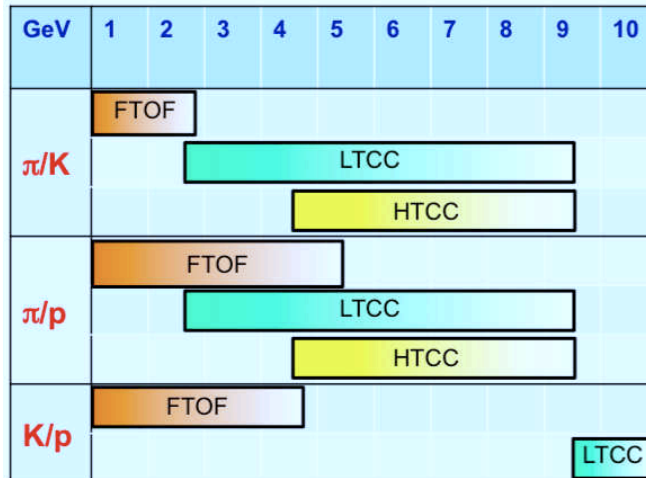 GeV 1 2 3 4 5 6 7 8 9 10
FTOF
π/K
LTCC
HTCC
FTOF
π/p
LTCC
HTCC
FTOF
K/p
LTCC